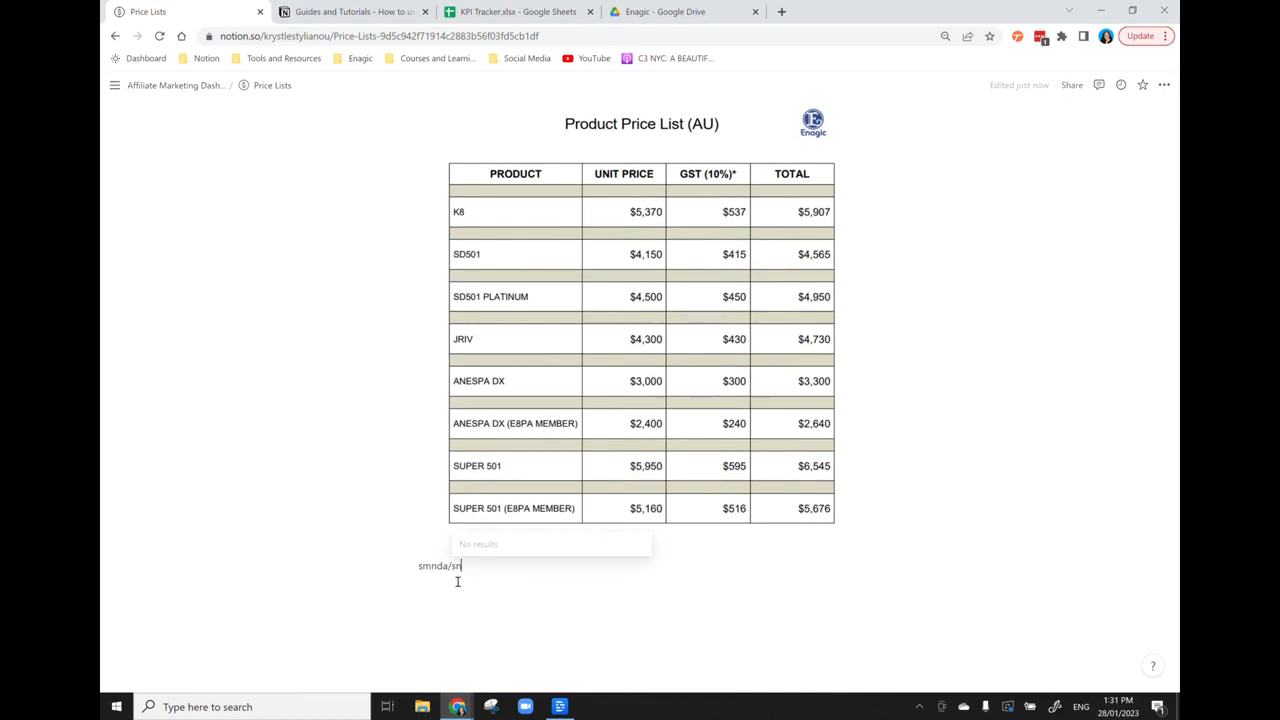 Price Lists
Guides and Tutorials - How to u
KPI Tracker.xlsx - Google Sheets
Enagic - Google Drive
notion.so/krystlestylianou/Price-Lists-9d5c942f71914c2883b56f03fd5cb1df
1
Update
Dashboard
Notion
Tools and Resources
Enagic
Courses and Learni...
Social Media
YouTube
C3 NYC: A BEAUTIF...
Affiliate Marketing Dash... / Price Lists
Edited just now
Share
Product Price List (AU)
Enagic
PRODUCT UNIT PRICE GST (10%)* TOTAL
K8 $5,370 $537 $5,907
SD501 $4,150 $415 $4,565
SD501 PLATINUM $4,500 $450 $4,950
JRIV $4,300 $430 $4,730
ANESPA DX $3,000 $300 $3,300
ANESPA DX (E8PA MEMBER) $2,400 $240 $2,640
SUPER 501 $5,950 $595 $6,545
SUPER 501 (E8PA MEMBER) $5,160 $516 $5,676
No results
smnda/sn
?
Type here to search
ENG
1:31 PM
28/01/2023